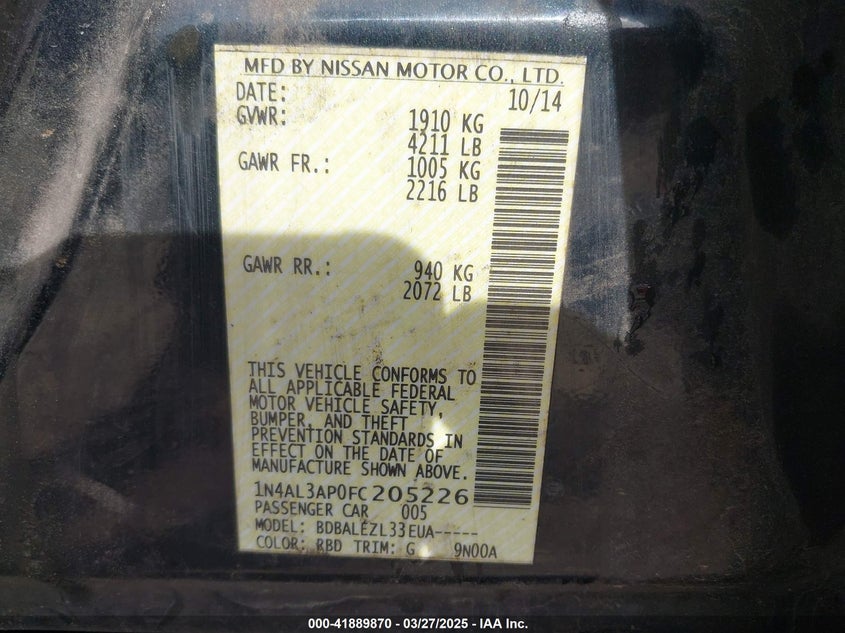 MFD BY NISSAN MOTOR CO., LTD.
DATE: 10/14
GVWR: 1910 KG
4211 LB
GAWR FR.: 1005 KG
2216 LB
GAWR RR.: 940 KG
2072 LB
THIS VEHICLE CONFORMS TO
ALL APPLICABLE FEDERAL
MOTOR VEHICLE SAFETY,
BUMPER, AND THEFT
PREVENTION STANDARDS IN
EFFECT ON THE DATE OF
MANUFACTURE SHOWN ABOVE.
1N4AL3AP0FC205226
PASSENGER CAR 005
MODEL: BDBALEZL33EUA-----
COLOR: RBD TRIM: G 9N00A
000-41889870 - 03/27/2025 - IAA Inc.